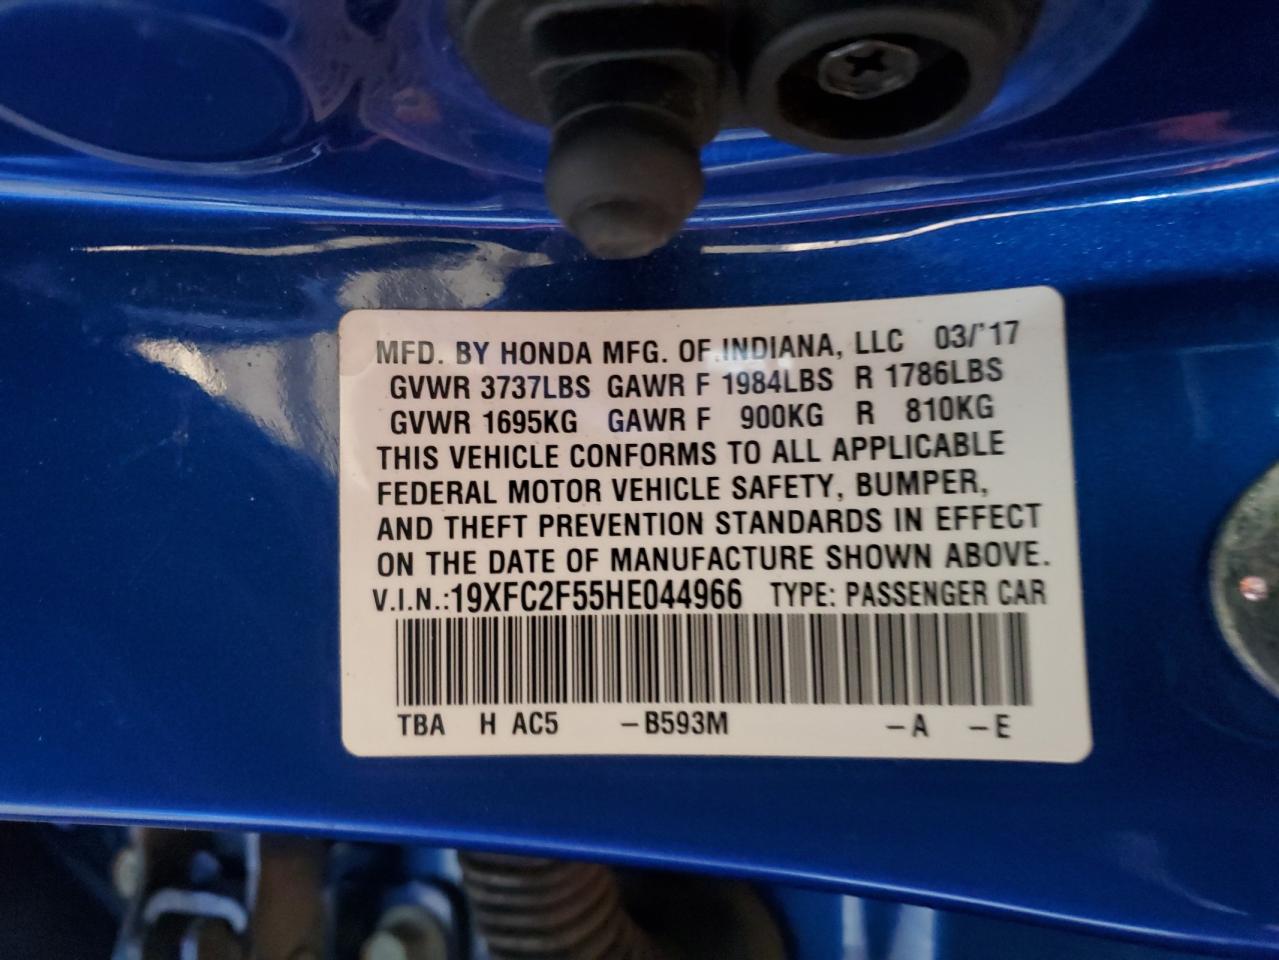 MFD. BY HONDA MFG. OF INDIANA, LLC 03/'17
GVWR 3737LBS GAWR F 1984LBS R 1786LBS
GVWR 1695KG GAWR F 900KG R 810KG
THIS VEHICLE CONFORMS TO ALL APPLICABLE
FEDERAL MOTOR VEHICLE SAFETY, BUMPER,
AND THEFT PREVENTION STANDARDS IN EFFECT
ON THE DATE OF MANUFACTURE SHOWN ABOVE.
V.I.N.:19XFC2F55HE044966 TYPE: PASSENGER CAR
TBA H AC5 –B593M –A –E